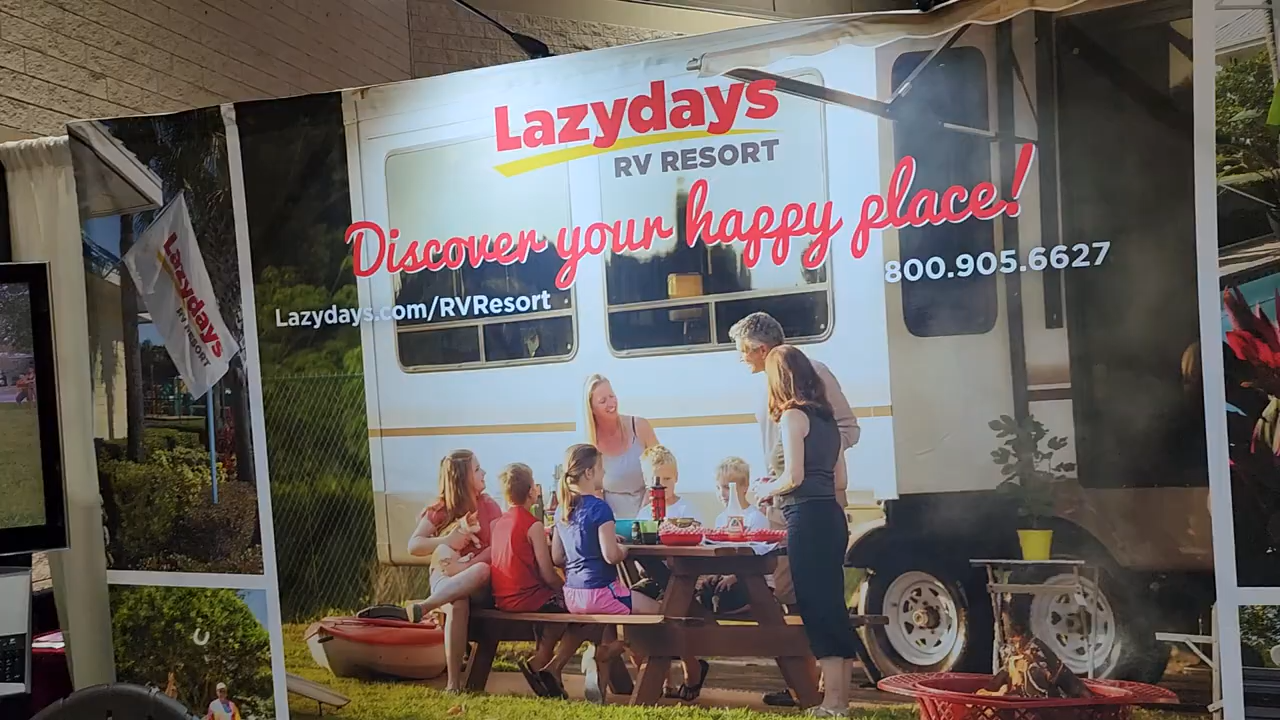 Lazydays
RV RESORT
Discover your happy place!
Lazydays.com/RVResort
800.905.6627
Lazydays
RV RESORT